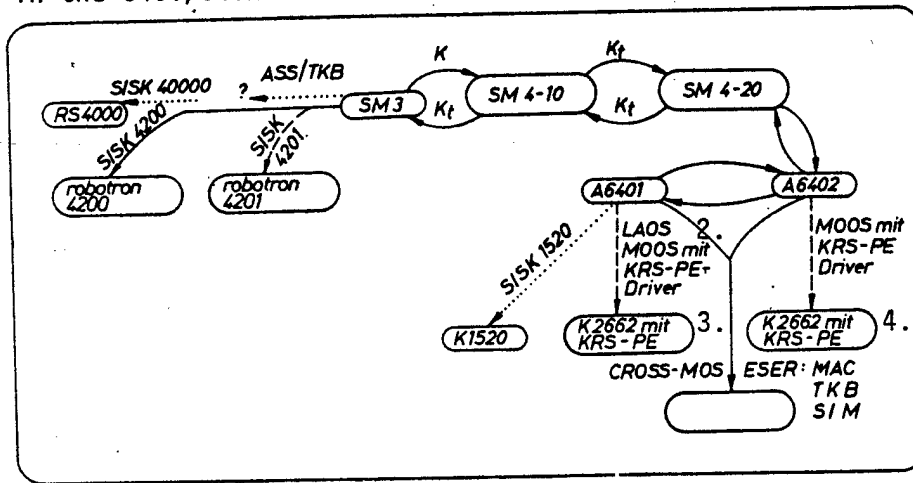 ASS/TKB
K
Kt
SISK 40000
?
RS4000
SM 3
Kt
SM 4-10
Kt
SM 4-20
SISK 4200
SISK
4201
robotron
4200
robotron
4201
A6401
A6402
SISK 1520
LAOS 2.
MOOS mit
KRS-PE-
Driver
MOOS mit
KRS-PE
Driver
K1520
K2662 mit
KRS-PE
3.
K2662 mit
KRS-PE
4.
CROSS-MOS ESER: MAC
TKB
SIM